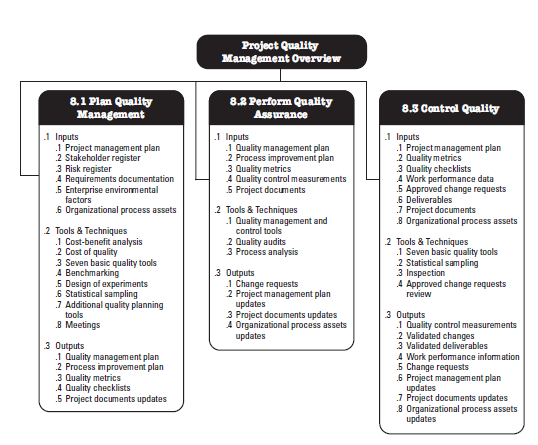 Project Quality
Management Overview
8.1 Plan Quality
Management
.1 Inputs
.1 Project management plan
.2 Stakeholder register
.3 Risk register
.4 Requirements documentation
.5 Enterprise environmental
factors
.6 Organizational process assets
.2 Tools & Techniques
.1 Cost-benefit analysis
.2 Cost of quality
.3 Seven basic quality tools
.4 Benchmarking
.5 Design of experiments
.6 Statistical sampling
.7 Additional quality planning
tools
.8 Meetings
.3 Outputs
.1 Quality management plan
.2 Process improvement plan
.3 Quality metrics
.4 Quality checklists
.5 Project documents updates
8.2 Perform Quality
Assurance
.1 Inputs
.1 Quality management plan
.2 Process improvement plan
.3 Quality metrics
.4 Quality control measurements
.5 Project documents
.2 Tools & Techniques
.1 Quality management and
control tools
.2 Quality audits
.3 Process analysis
.3 Outputs
.1 Change requests
.2 Project management plan
updates
.3 Project documents updates
.4 Organizational process assets
updates
8.3 Control Quality
.1 Inputs
.1 Project management plan
.2 Quality metrics
.3 Quality checklists
.4 Work performance data
.5 Approved change requests
.6 Deliverables
.7 Project documents
.8 Organizational process assets
.2 Tools & Techniques
.1 Seven basic quality tools
.2 Statistical sampling
.3 Inspection
.4 Approved change requests
review
.3 Outputs
.1 Quality control measurements
.2 Validated changes
.3 Validated deliverables
.4 Work performance information
.5 Change requests
.6 Project management plan
updates
.7 Project documents updates
.8 Organizational process assets
updates